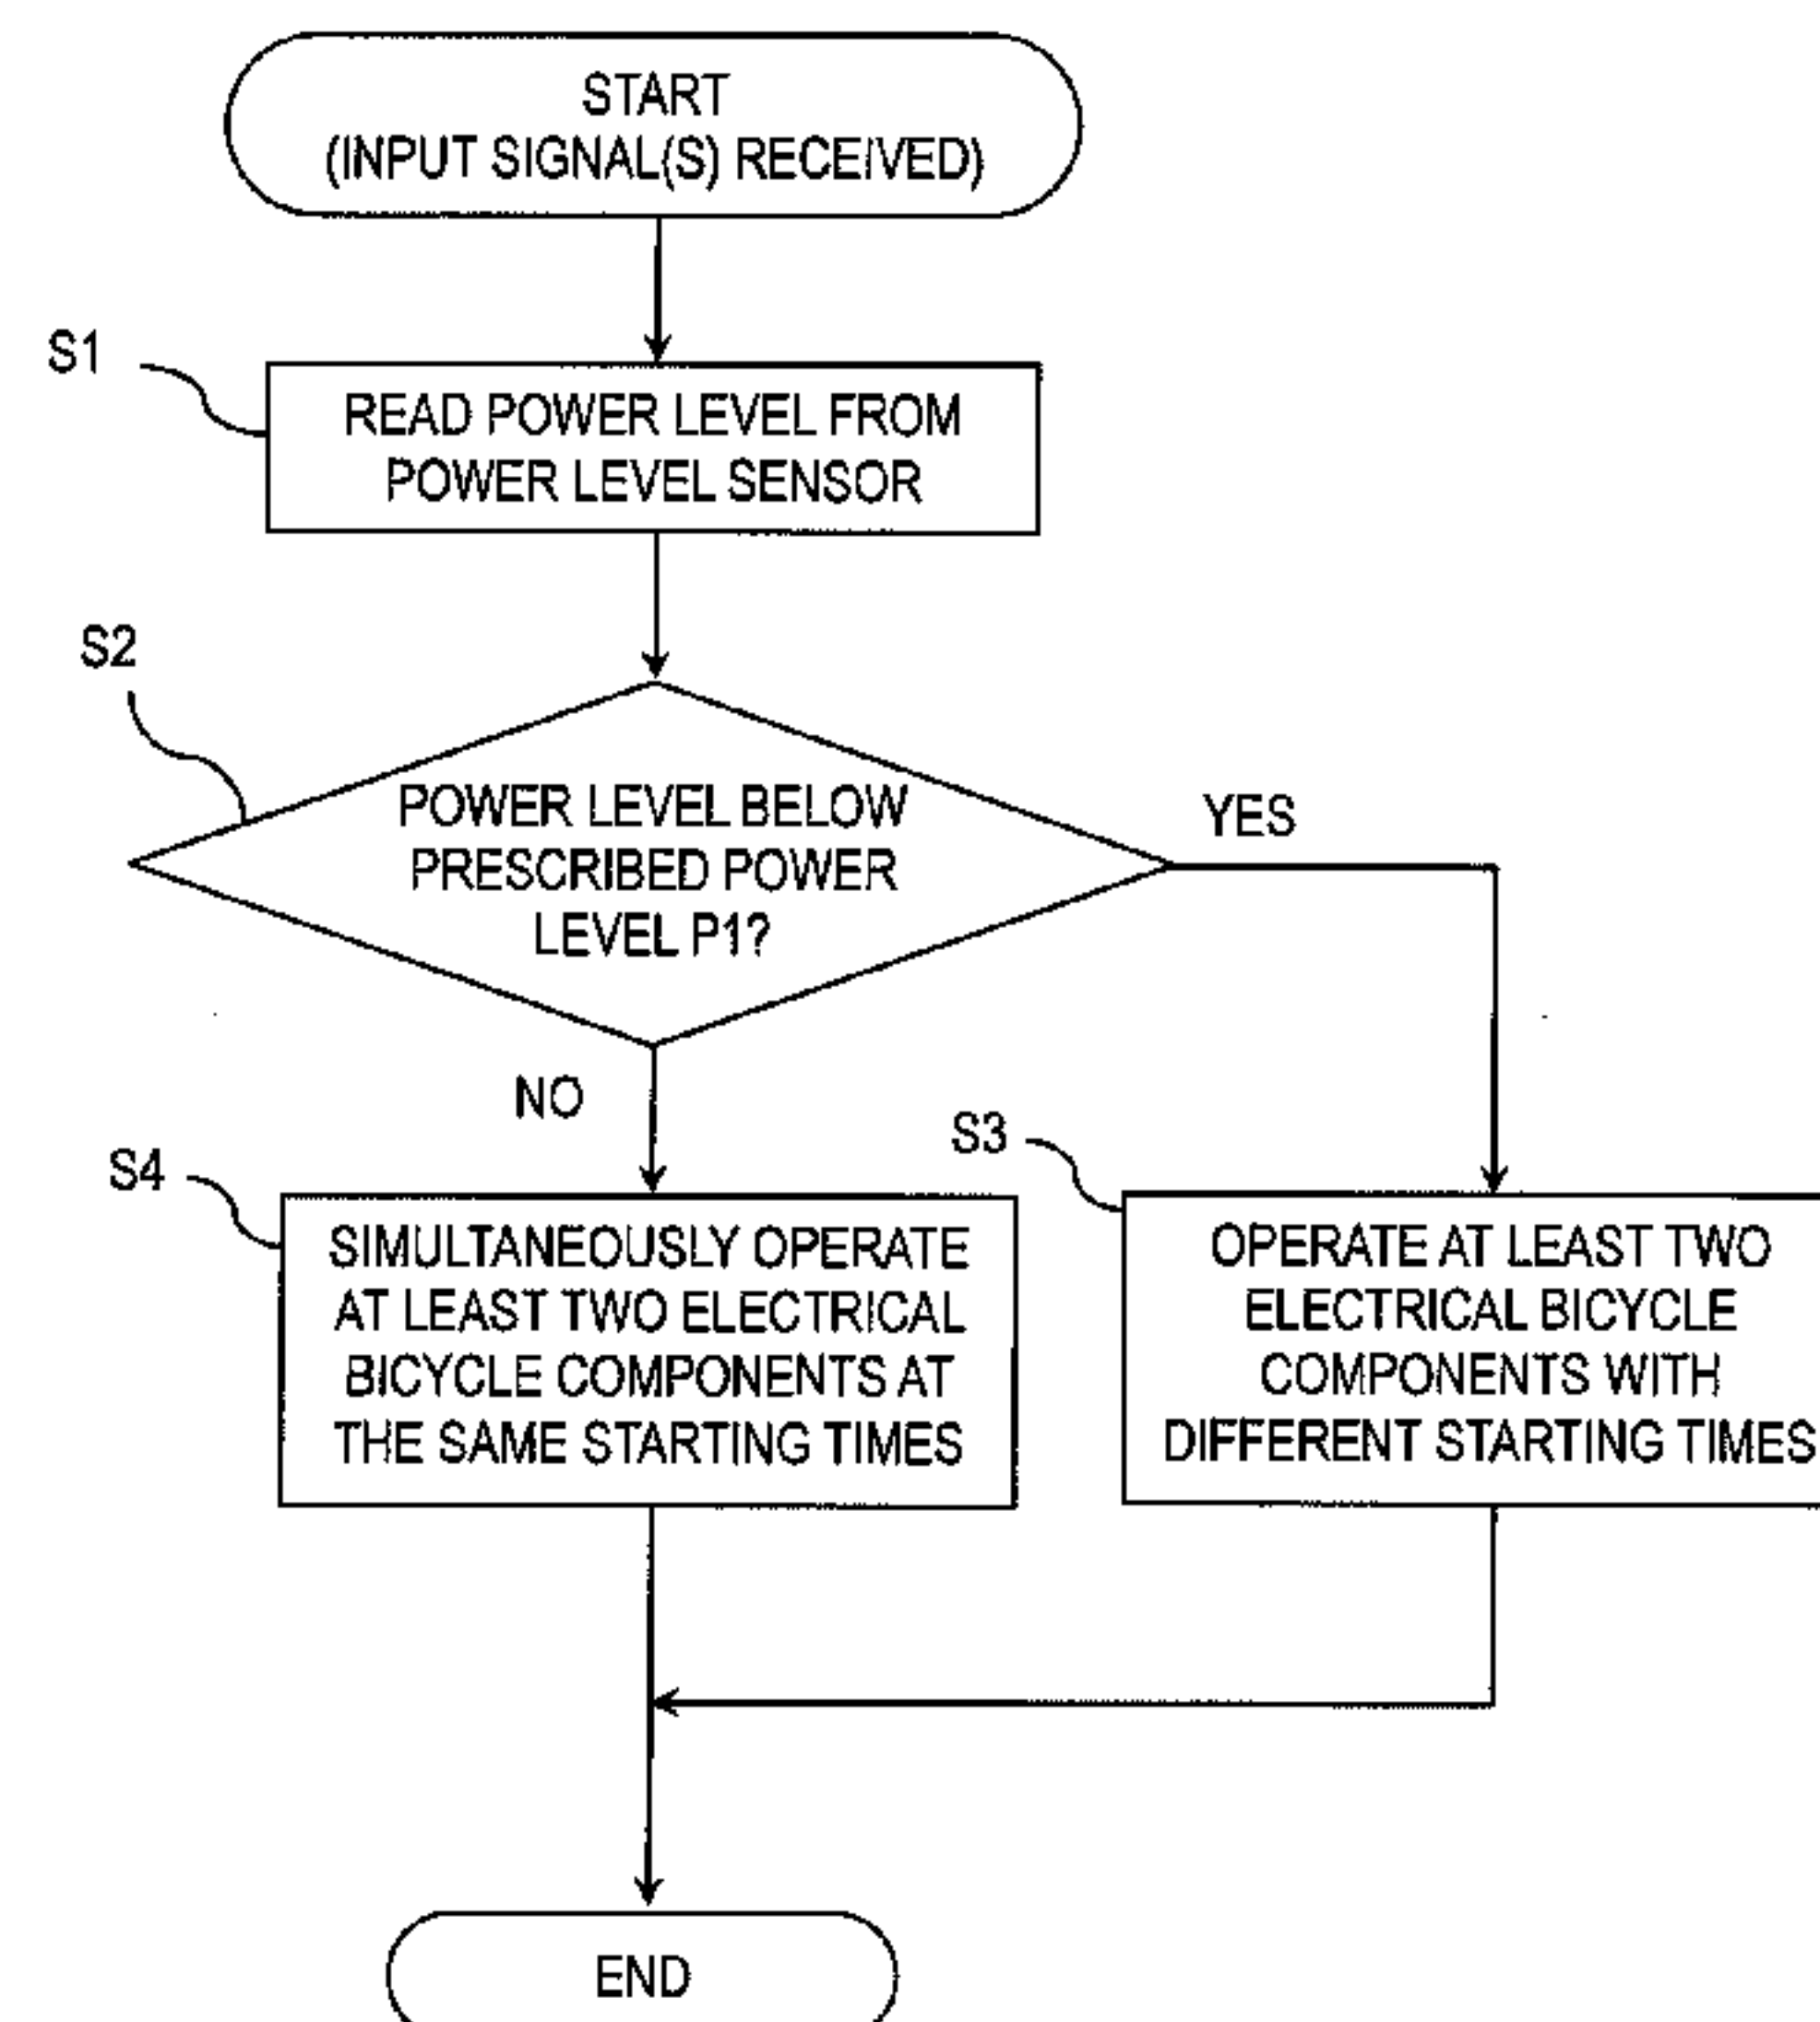 START
(INPUT SIGNAL(S) RECEIVED)
S1
READ POWER LEVEL FROM
POWER LEVEL SENSOR
S2
POWER LEVEL BELOW
PRESCRIBED POWER
LEVEL P1?
YES
NO
S4
SIMULTANEOUSLY OPERATE
AT LEAST TWO ELECTRICAL
BICYCLE COMPONENTS AT
THE SAME STARTING TIMES
S3
OPERATE AT LEAST TWO
ELECTRICAL BICYCLE
COMPONENTS WITH
DIFFERENT STARTING TIMES
END